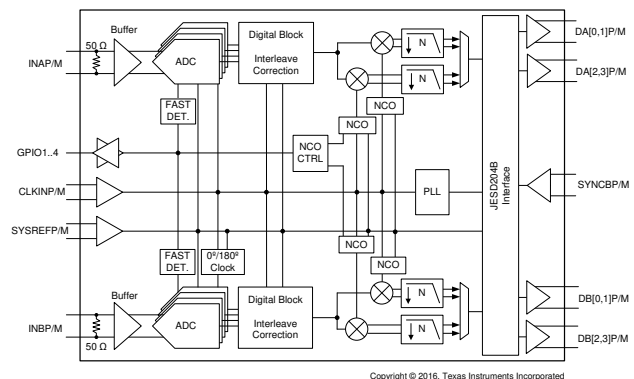 Buffer
Digital Block
Interleave
Correction
50 Ω
INAP/M
ADC
N
N
DA[0,1]P/M
DA[2,3]P/M
FAST
DET.
NCO
NCO
GPIO1..4
NCO
CTRL
CLKINP/M
PLL
JESD204B
Interface
SYNCBP/M
SYSREFP/M
NCO
NCO
FAST
DET.
0º/180º
Clock
Buffer
Digital Block
Interleave
Correction
INBP/M
50 Ω
ADC
N
N
DB[0,1]P/M
DB[2,3]P/M
Copyright © 2016, Texas Instruments Incorporated